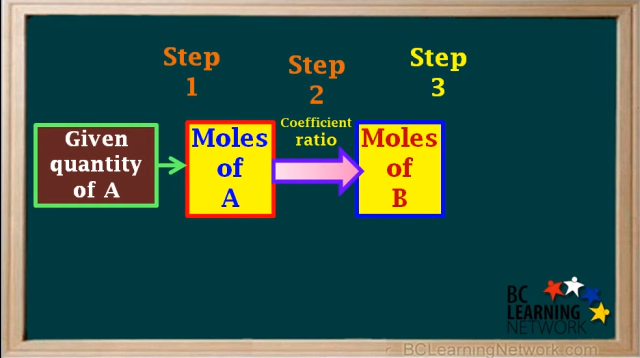 Step
1
Step
2
Step
3
Given
quantity
of A
Moles
of
A
Coefficient
ratio
Moles
of
B
BC
LEARNING
NETWORK
BCLearningNetwork.com